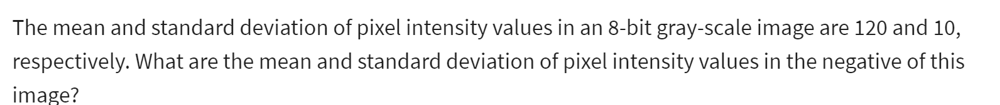 The mean and standard deviation of pixel intensity values in an 8-bit gray-scale image are 120 and 10,
respectively. What are the mean and standard deviation of pixel intensity values in the negative of this
image?